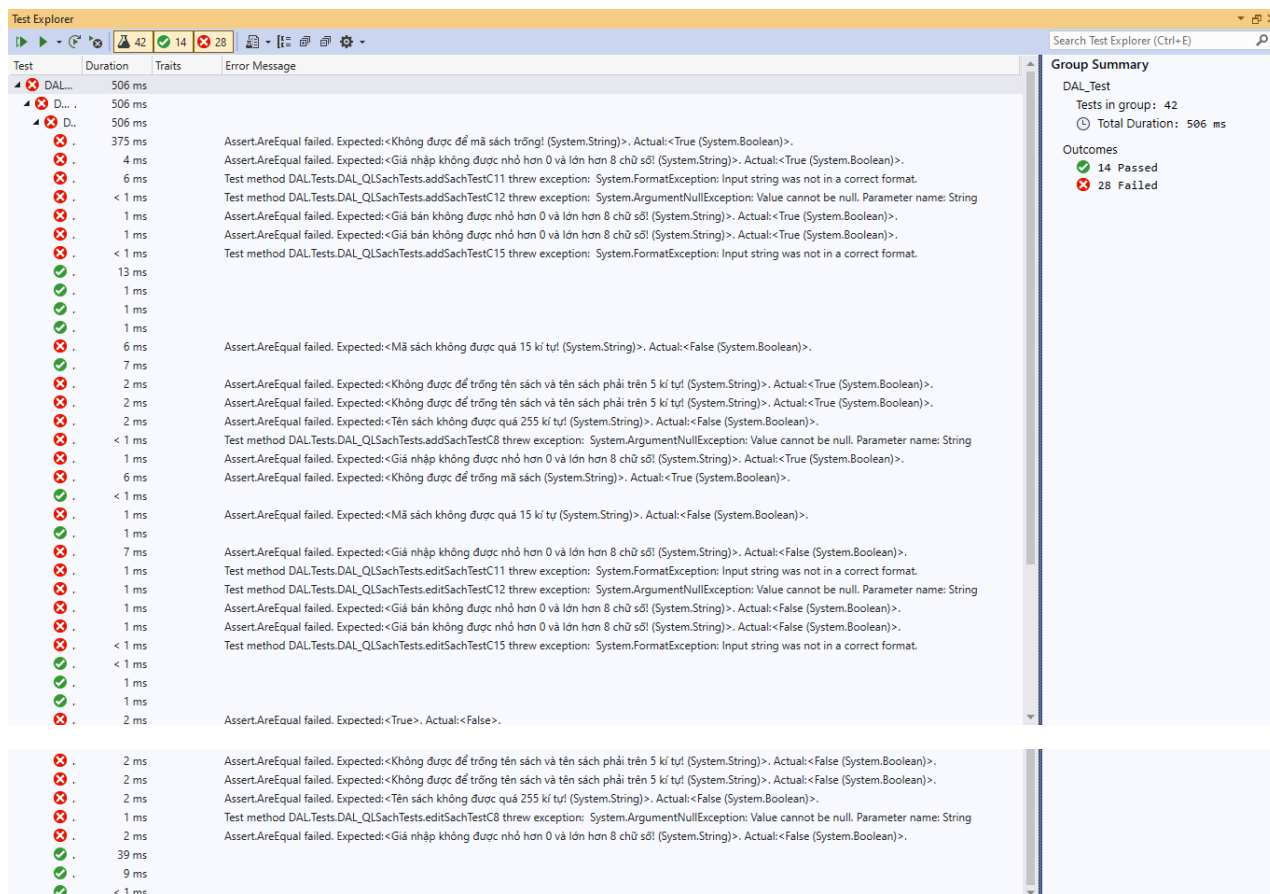 Test Explorer
42 14 28 Search Test Explorer (Ctrl+E)
Test Duration Traits Error Message Group Summary
DAL... 506 ms DAL_Test
D... . 506 ms Tests in group: 42
D.. 506 ms Total Duration: 506 ms
. 375 ms Assert.AreEqual failed. Expected:<Không được để mã sách trống! (System.String)>. Actual:<True (System.Boolean)>. Outcomes
. 4 ms Assert.AreEqual failed. Expected:<Giá nhập không được nhỏ hơn 0 và lớn hơn 8 chữ số! (System.String)>. Actual:<True (System.Boolean)>. 14 Passed
. 6 ms Test method DAL.Tests.DAL_QLSachTests.addSachTestC11 threw exception: System.FormatException: Input string was not in a correct format. 28 Failed
. < 1 ms Test method DAL.Tests.DAL_QLSachTests.addSachTestC12 threw exception: System.ArgumentNullException: Value cannot be null. Parameter name: String
. 1 ms Assert.AreEqual failed. Expected:<Giá bán không được nhỏ hơn 0 và lớn hơn 8 chữ số! (System.String)>. Actual:<True (System.Boolean)>.
. 1 ms Assert.AreEqual failed. Expected:<Giá bán không được nhỏ hơn 0 và lớn hơn 8 chữ số! (System.String)>. Actual:<True (System.Boolean)>.
. < 1 ms Test method DAL.Tests.DAL_QLSachTests.addSachTestC15 threw exception: System.FormatException: Input string was not in a correct format.
. 13 ms
. 1 ms
. 1 ms
. 1 ms
. 6 ms Assert.AreEqual failed. Expected:<Mã sách không được quá 15 kí tự! (System.String)>. Actual:<False (System.Boolean)>.
. 7 ms
. 2 ms Assert.AreEqual failed. Expected:<Không được để trống tên sách và tên sách phải trên 5 kí tự! (System.String)>. Actual:<True (System.Boolean)>.
. 2 ms Assert.AreEqual failed. Expected:<Không được để trống tên sách và tên sách phải trên 5 kí tự! (System.String)>. Actual:<True (System.Boolean)>.
. 2 ms Assert.AreEqual failed. Expected:<Tên sách không được quá 255 kí tự! (System.String)>. Actual:<False (System.Boolean)>.
. < 1 ms Test method DAL.Tests.DAL_QLSachTests.addSachTestC8 threw exception: System.ArgumentNullException: Value cannot be null. Parameter name: String
. 1 ms Assert.AreEqual failed. Expected:<Giá nhập không được nhỏ hơn 0 và lớn hơn 8 chữ số! (System.String)>. Actual:<True (System.Boolean)>.
. 6 ms Assert.AreEqual failed. Expected:<Không được để trống mã sách (System.String)>. Actual:<True (System.Boolean)>.
. < 1 ms
. 1 ms Assert.AreEqual failed. Expected:<Mã sách không được quá 15 kí tự (System.String)>. Actual:<False (System.Boolean)>.
. 1 ms
. 7 ms Assert.AreEqual failed. Expected:<Giá nhập không được nhỏ hơn 0 và lớn hơn 8 chữ số! (System.String)>. Actual:<False (System.Boolean)>.
. 1 ms Test method DAL.Tests.DAL_QLSachTests.editSachTestC11 threw exception: System.FormatException: Input string was not in a correct format.
. 1 ms Test method DAL.Tests.DAL_QLSachTests.editSachTestC12 threw exception: System.ArgumentNullException: Value cannot be null. Parameter name: String
. 1 ms Assert.AreEqual failed. Expected:<Giá bán không được nhỏ hơn 0 và lớn hơn 8 chữ số! (System.String)>. Actual:<False (System.Boolean)>.
. 1 ms Assert.AreEqual failed. Expected:<Giá bán không được nhỏ hơn 0 và lớn hơn 8 chữ số! (System.String)>. Actual:<False (System.Boolean)>.
. < 1 ms Test method DAL.Tests.DAL_QLSachTests.editSachTestC15 threw exception: System.FormatException: Input string was not in a correct format.
. < 1 ms
. 1 ms
. 1 ms
. 2 ms Assert.AreEqual failed. Expected:<True>. Actual:<False>.
. 2 ms Assert.AreEqual failed. Expected:<Không được để trống tên sách và tên sách phải trên 5 kí tự! (System.String)>. Actual:<False (System.Boolean)>.
. 2 ms Assert.AreEqual failed. Expected:<Không được để trống tên sách và tên sách phải trên 5 kí tự! (System.String)>. Actual:<False (System.Boolean)>.
. 2 ms Assert.AreEqual failed. Expected:<Tên sách không được quá 255 kí tự! (System.String)>. Actual:<False (System.Boolean)>.
. 1 ms Test method DAL.Tests.DAL_QLSachTests.editSachTestC8 threw exception: System.ArgumentNullException: Value cannot be null. Parameter name: String
. 2 ms Assert.AreEqual failed. Expected:<Giá nhập không được nhỏ hơn 0 và lớn hơn 8 chữ số! (System.String)>. Actual:<False (System.Boolean)>.
. 39 ms
. 9 ms
. < 1 ms